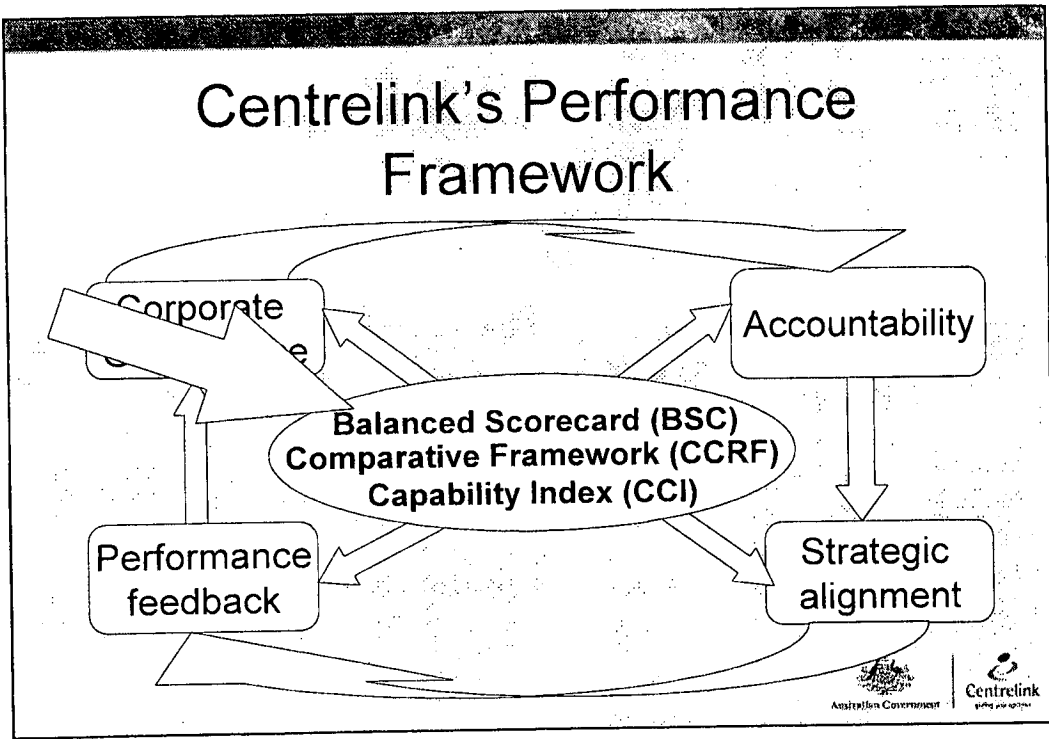 Centrelink's Performance
Framework
Corporate
Accountability
Balanced Scorecard (BSC)
Comparative Framework (CCRF)
Capability Index (CCI)
Performance
feedback
Strategic
alignment
Australian Government
Centrelink